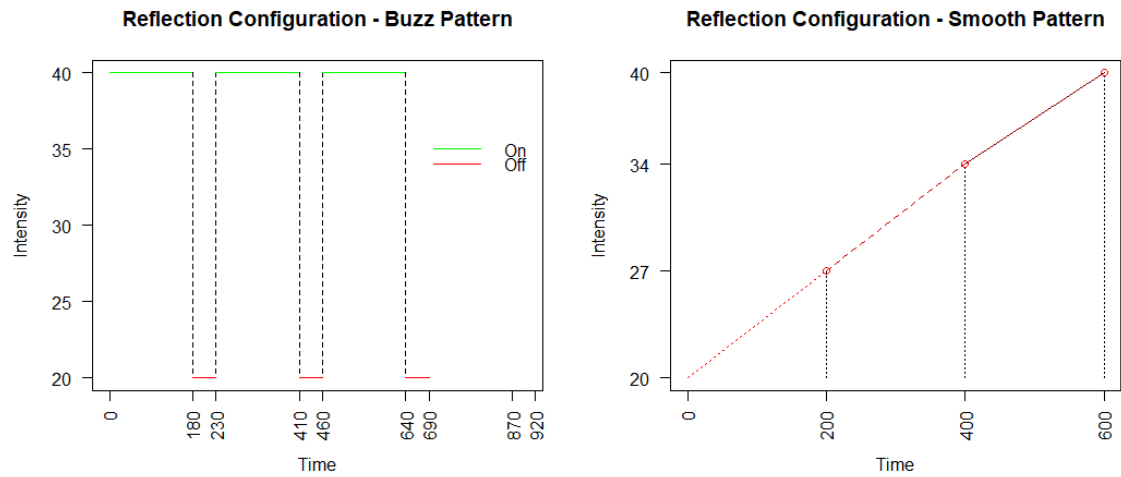 Reflection Configuration - Buzz Pattern
40
35
30
25
20
Intensity
On
Off
0
180
230
410
460
640
690
870
920
Time
Reflection Configuration - Smooth Pattern
40
34
27
20
Intensity
0
200
400
600
Time